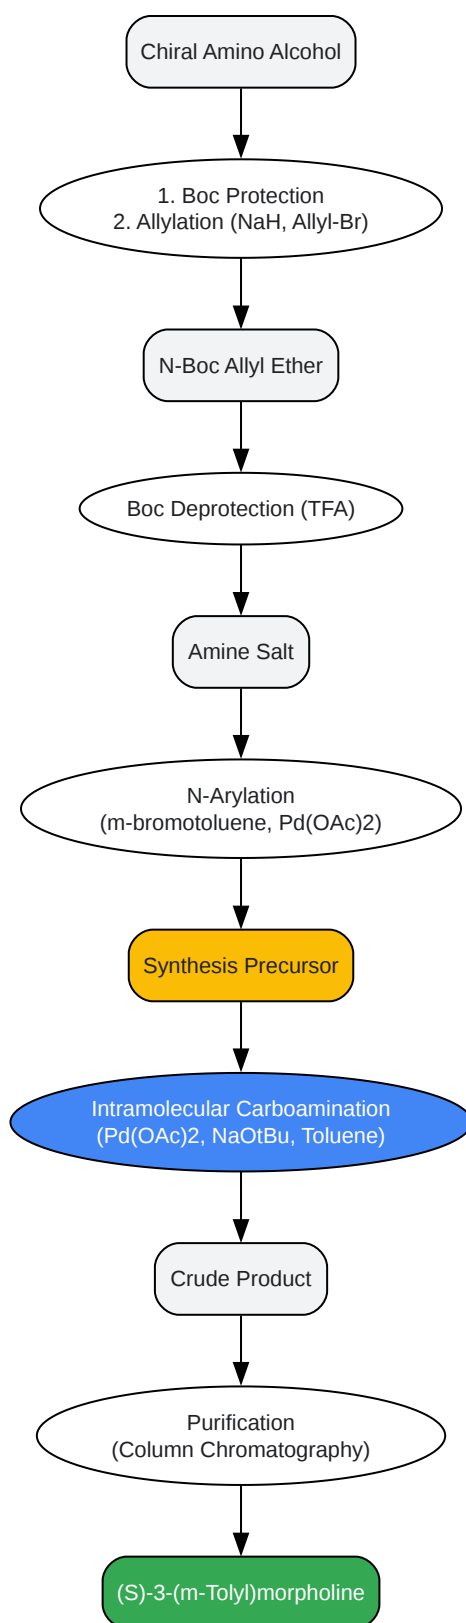 Chiral Amino Alcohol
1. Boc Protection
2. Allylation (NaH, Allyl-Br)
N-Boc Allyl Ether
Boc Deprotection (TFA)
Amine Salt
N-Arylation
(m-bromotoluene, Pd(OAc)2)
Synthesis Precursor
Intramolecular Carboamination
(Pd(OAc)2, NaOtBu, Toluene)
Crude Product
Purification
(Column Chromatography)
(S)-3-(m-Tolyl)morpholine